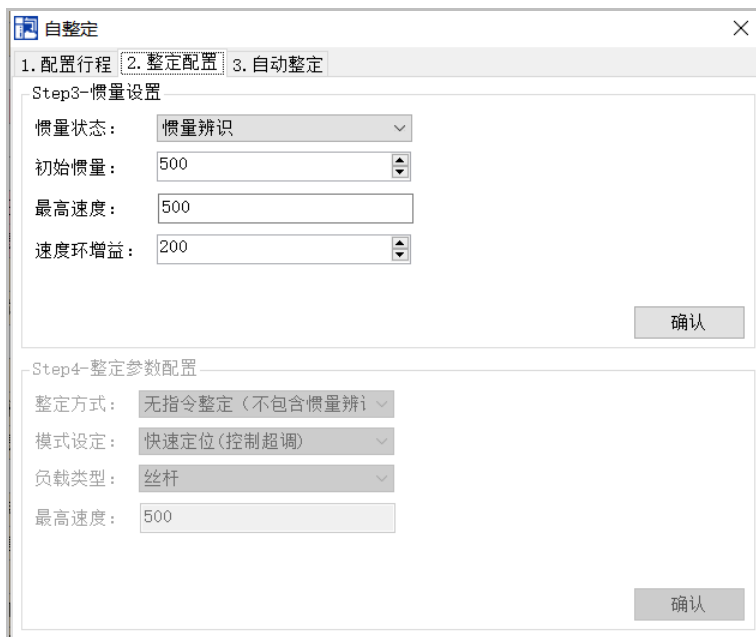 自整定
1.配置行程 2.整定配置 3.自动整定
Step3-惯量设置
惯量状态： 惯量辨识
初始惯量： 500
最高速度： 500
速度环增益： 200
确认
Step4-整定参数配置
整定方式： 无指令整定（不包含惯量辨
模式设定： 快速定位(控制超调)
负载类型： 丝杆
最高速度： 500
确认